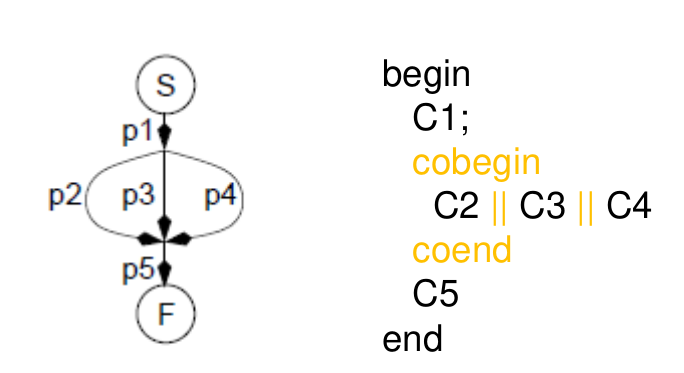 S
p1
p2 p3 p4
p5
F
begin
C1;
cobegin
C2 || C3 || C4
coend
C5
end